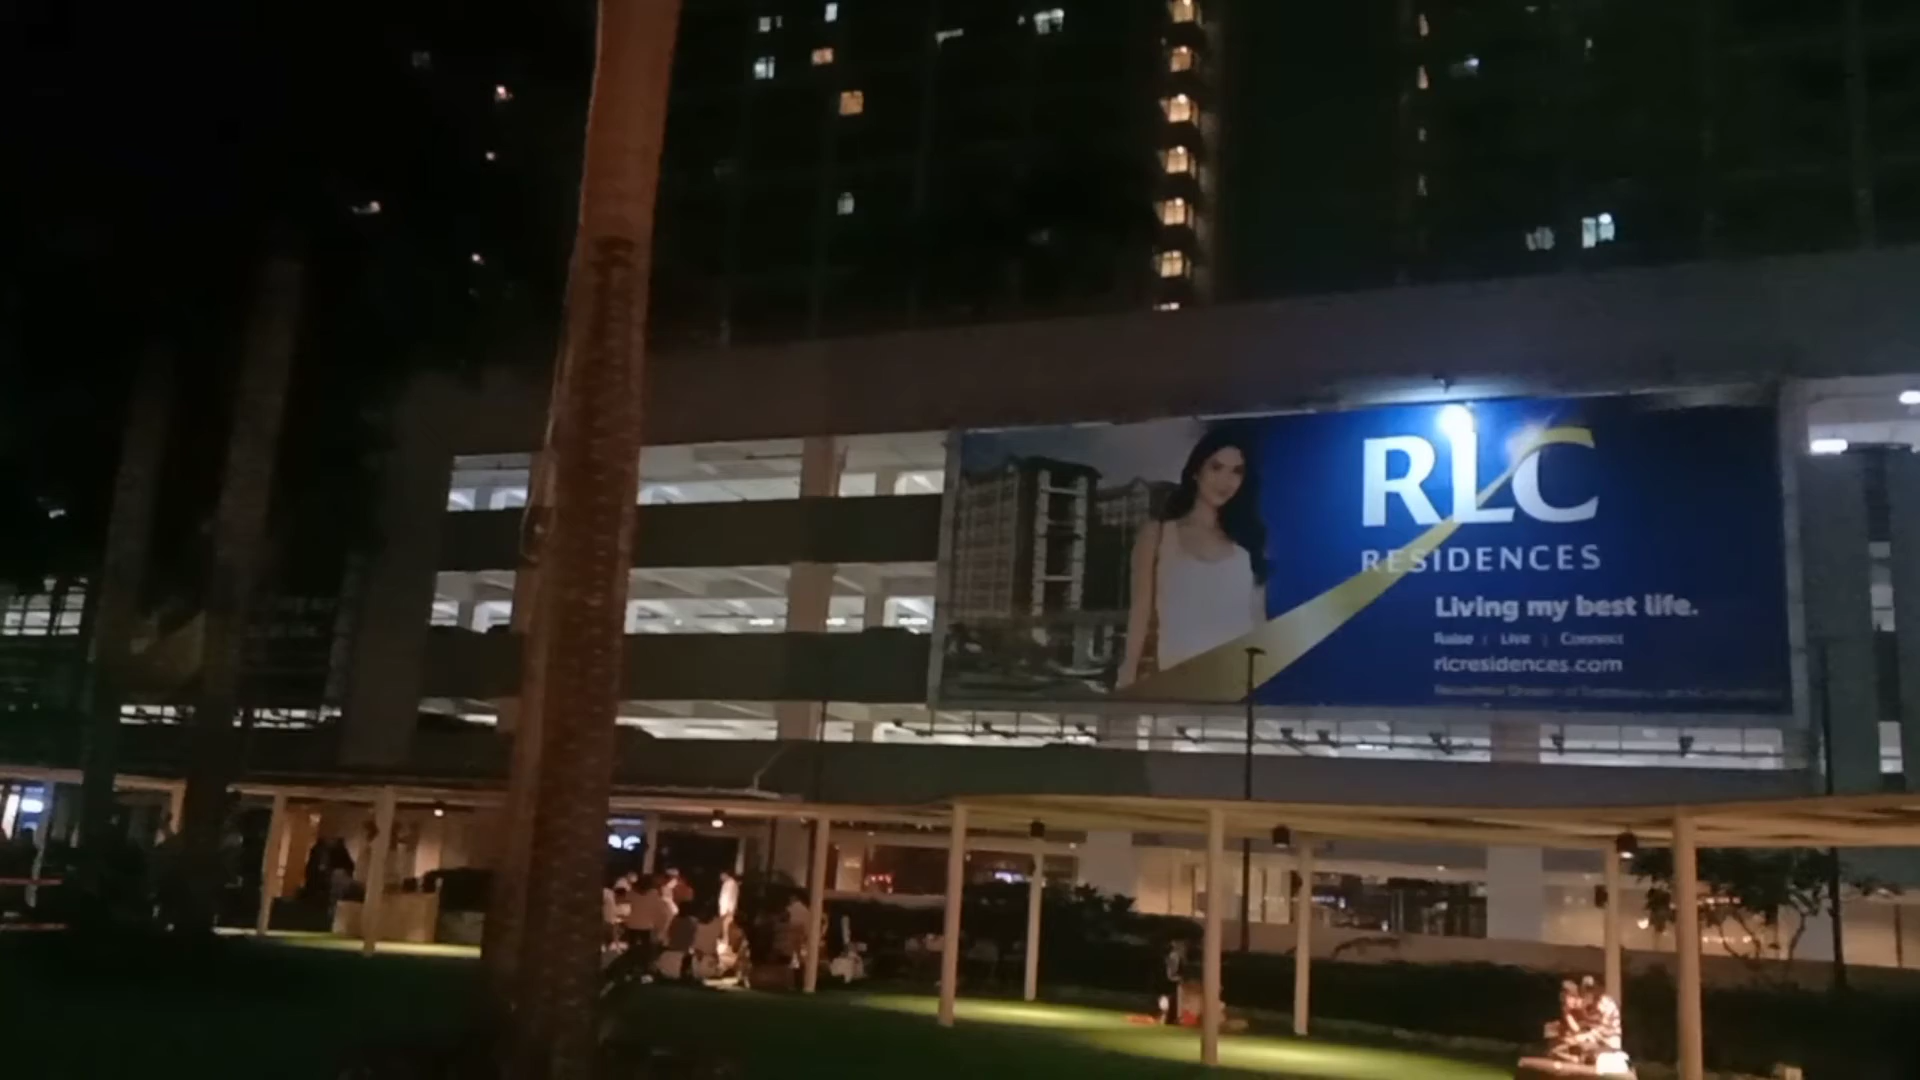 RLC
RESIDENCES
Living my best life.
Raise | Live | Connect
rlcresidences.com